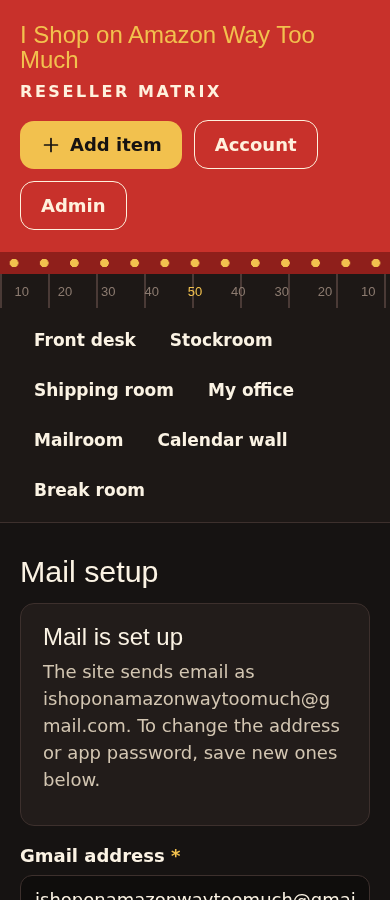 I Shop on Amazon Way Too
Much
RESELLER MATRIX
+ Add item
Account
Admin
10 20 30 40 50 40 30 20 10
Front desk Stockroom
Shipping room My office
Mailroom Calendar wall
Break room
Mail setup
Mail is set up
The site sends email as
ishoponamazonwaytoomuch@g
mail.com. To change the address
or app password, save new ones
below.
Gmail address *
ishoponamazonwaytoomuch@gmai